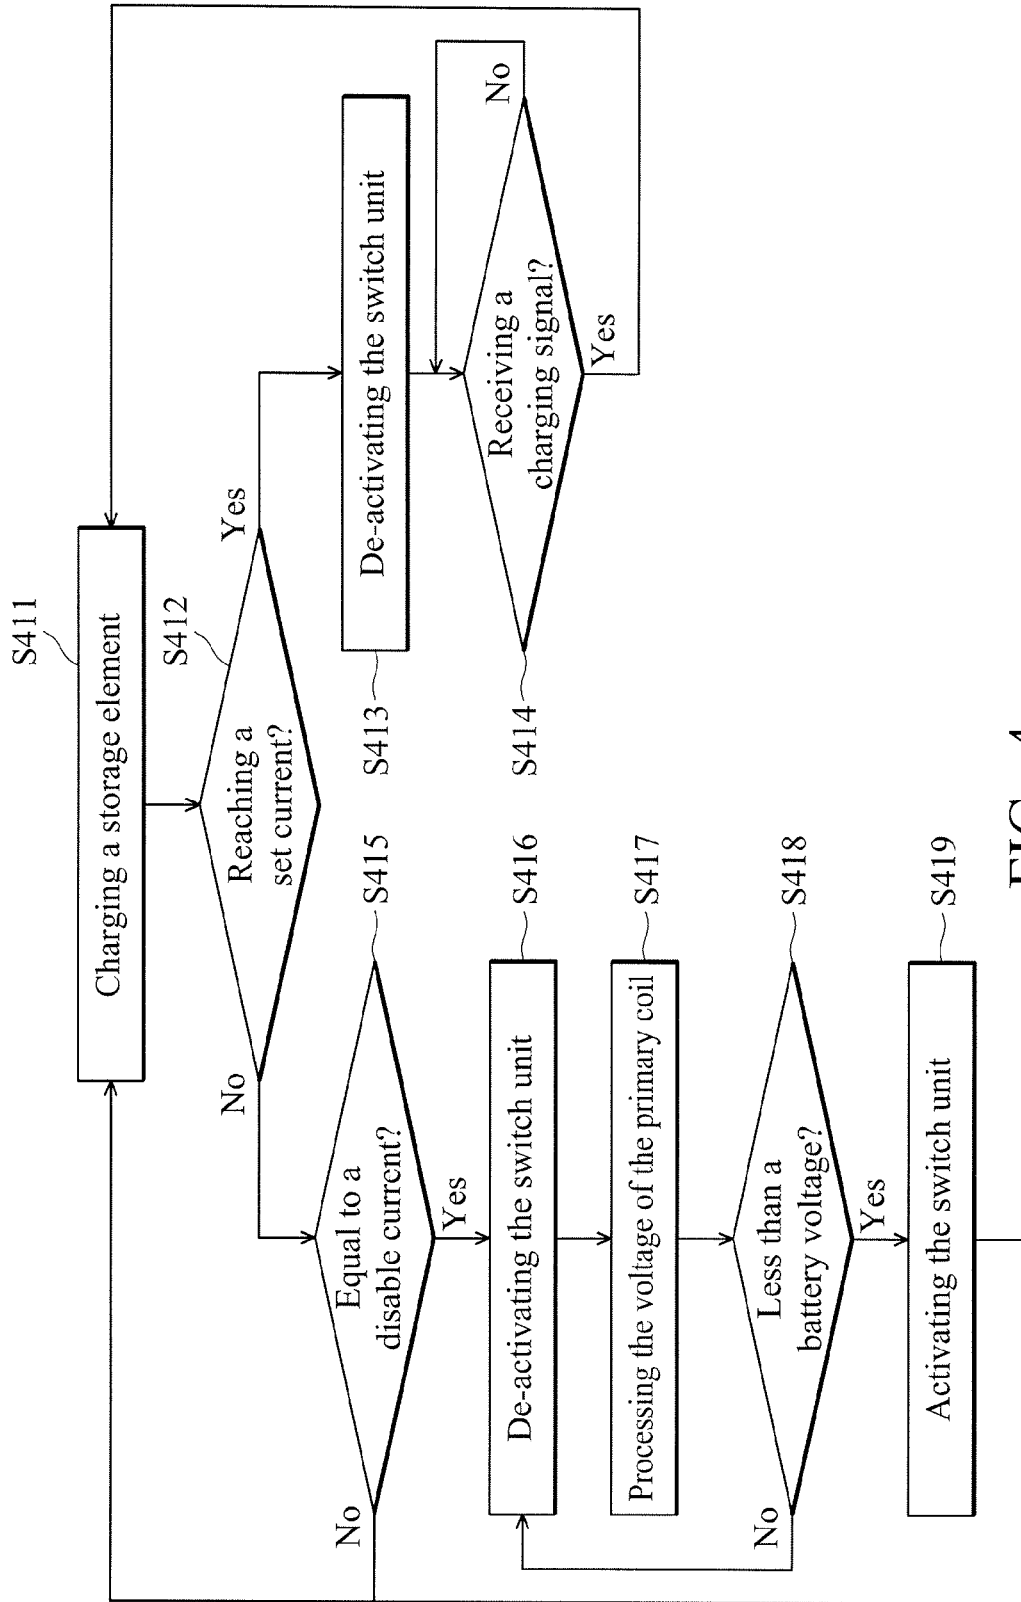 S411
Charging a storage element
S412
Reaching a
set current?
Yes
No
De-activating the switch unit
S413
Receiving a
charging signal?
No
Yes
S414
Equal to a
disable current?
S415
No
Yes
De-activating the switch unit
S416
Processing the voltage of the primary coil
S417
Less than a
battery voltage?
S418
No
Yes
Activating the switch unit
S419